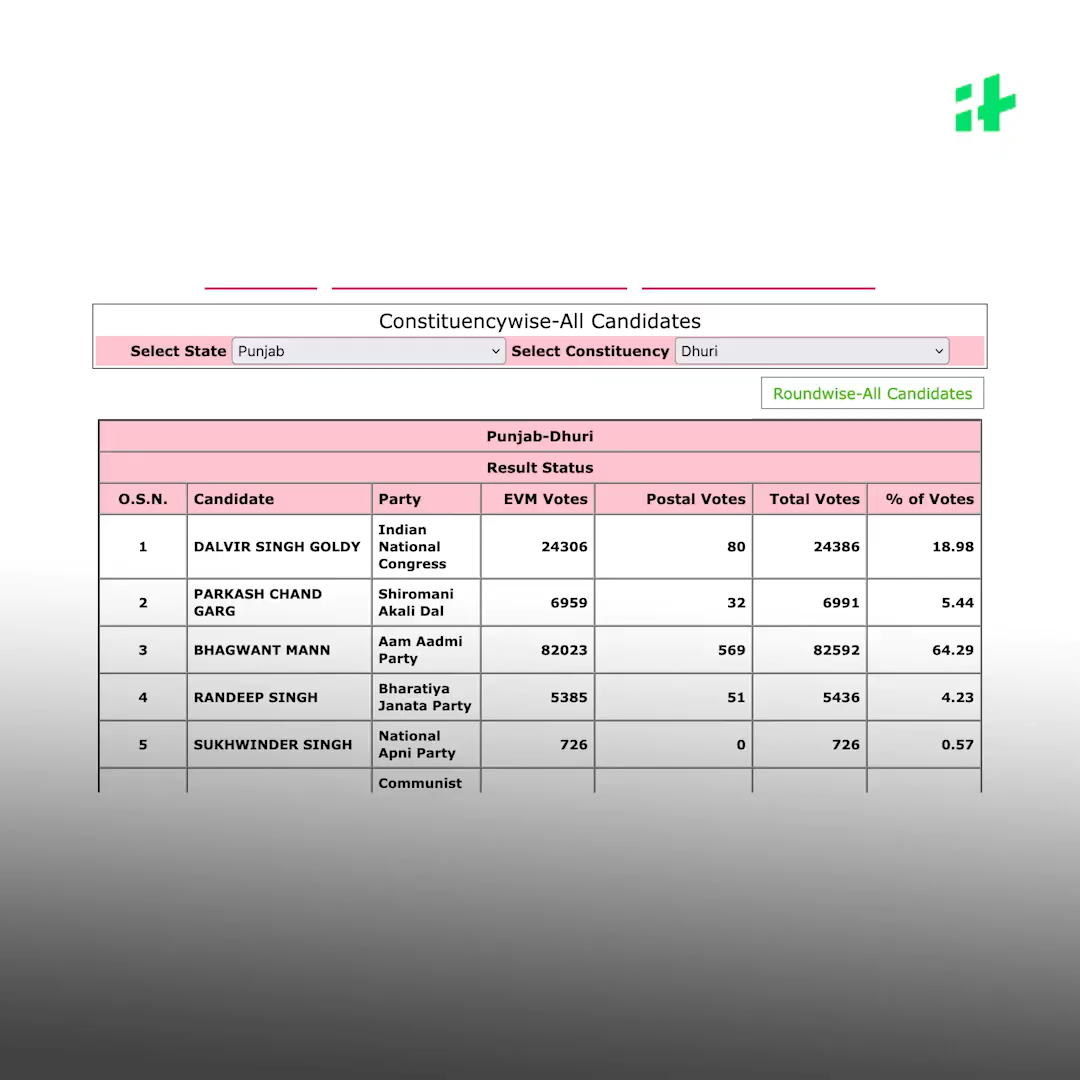 Constituencywise-All Candidates
Select State Punjab Select Constituency Dhuri
Roundwise-All Candidates
Punjab-Dhuri
Result Status
O.S.N. Candidate Party EVM Votes Postal Votes Total Votes % of Votes
1 DALVIR SINGH GOLDY Indian National Congress 24306 80 24386 18.98
2 PARKASH CHAND GARG Shiromani Akali Dal 6959 32 6991 5.44
3 BHAGWANT MANN Aam Aadmi Party 82023 569 82592 64.29
4 RANDEEP SINGH Bharatiya Janata Party 5385 51 5436 4.23
5 SUKHWINDER SINGH National Apni Party 726 0 726 0.57
Communist